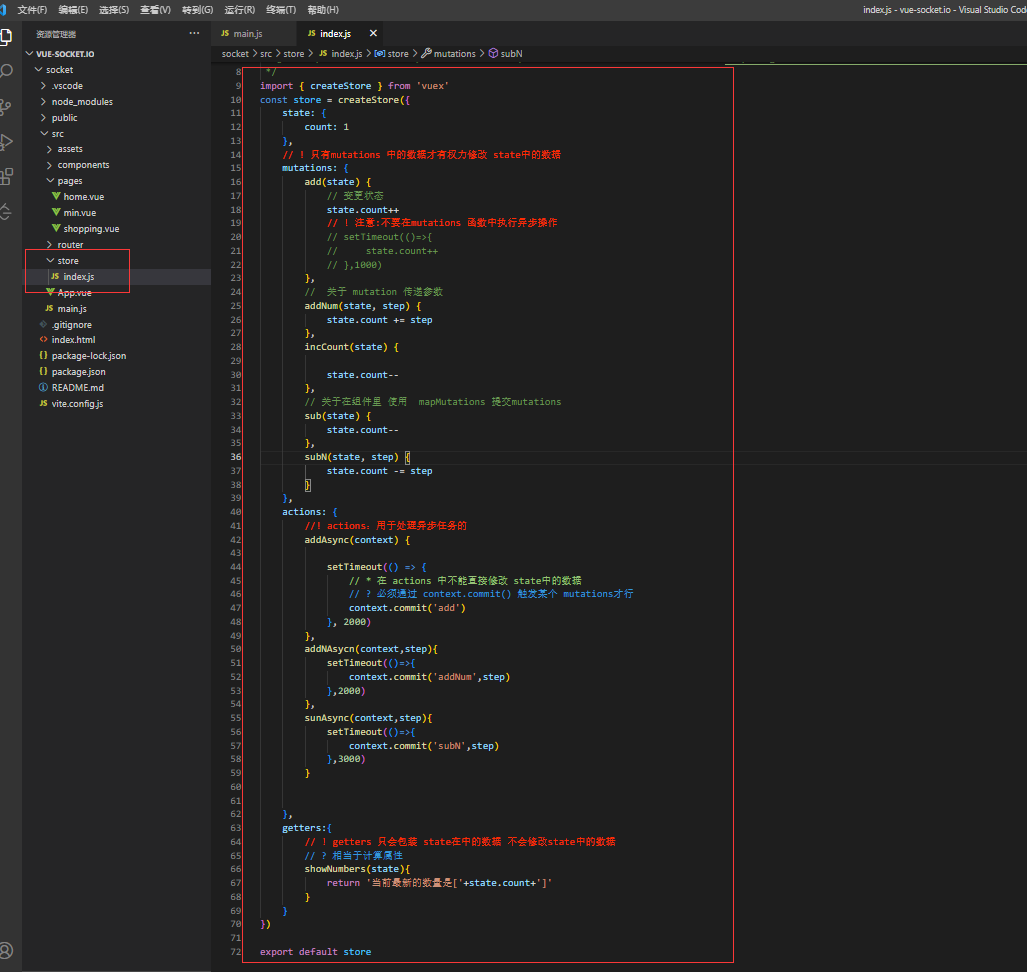 文件(F) 编辑(E) 选择(S) 查看(V) 转到(G) 运行(R) 终端(T) 帮助(H) index.js - vue-socket.io - Visual Studio Code
资源管理器 ···
VUE-SOCKET.IO
socket
.vscode
node_modules
public
src
assets
components
pages
home.vue
min.vue
shopping.vue
router
store
JS index.js
App.vue
JS main.js
.gitignore
<> index.html
{} package-lock.json
{} package.json
README.md
JS vite.config.js
JS main.js JS index.js ×
socket > src > store > JS index.js > store > mutations > subN
8 */
9 import { createStore } from 'vuex'
10 const store = createStore({
11 state: {
12 count: 1
13 },
14 // ! 只有mutations 中的数据才有权力修改 state中的数据
15 mutations: {
16 add(state) {
17 // 变更状态
18 state.count++
19 // ! 注意:不要在mutations 函数中执行异步操作
20 // setTimeout(()=>{
21 // state.count++
22 // },1000)
23 },
24 // 关于 mutation 传递参数
25 addNum(state, step) {
26 state.count += step
27 },
28 incCount(state) {
29
30 state.count--
31 },
32 // 关于在组件里 使用 mapMutations 提交mutations
33 sub(state) {
34 state.count--
35 },
36 subN(state, step) {
37 state.count -= step
38 }
39 },
40 actions: {
41 //! actions：用于处理异步任务的
42 addAsync(context) {
43
44 setTimeout(() => {
45 // * 在 actions 中不能直接修改 state中的数据
46 // ? 必须通过 context.commit() 触发某个 mutations才行
47 context.commit('add')
48 }, 2000)
49 },
50 addNAsycn(context,step){
51 setTimeout(()=>{
52 context.commit('addNum',step)
53 },2000)
54 },
55 sunAsync(context,step){
56 setTimeout(()=>{
57 context.commit('subN',step)
58 },3000)
59 }
60
61
62 },
63 getters:{
64 // ! getters 只会包装 state在中的数据 不会修改state中的数据
65 // ? 相当于计算属性
66 showNumbers(state){
67 return '当前最新的数量是['+state.count+']'
68 }
69 }
70 })
71
72 export default store